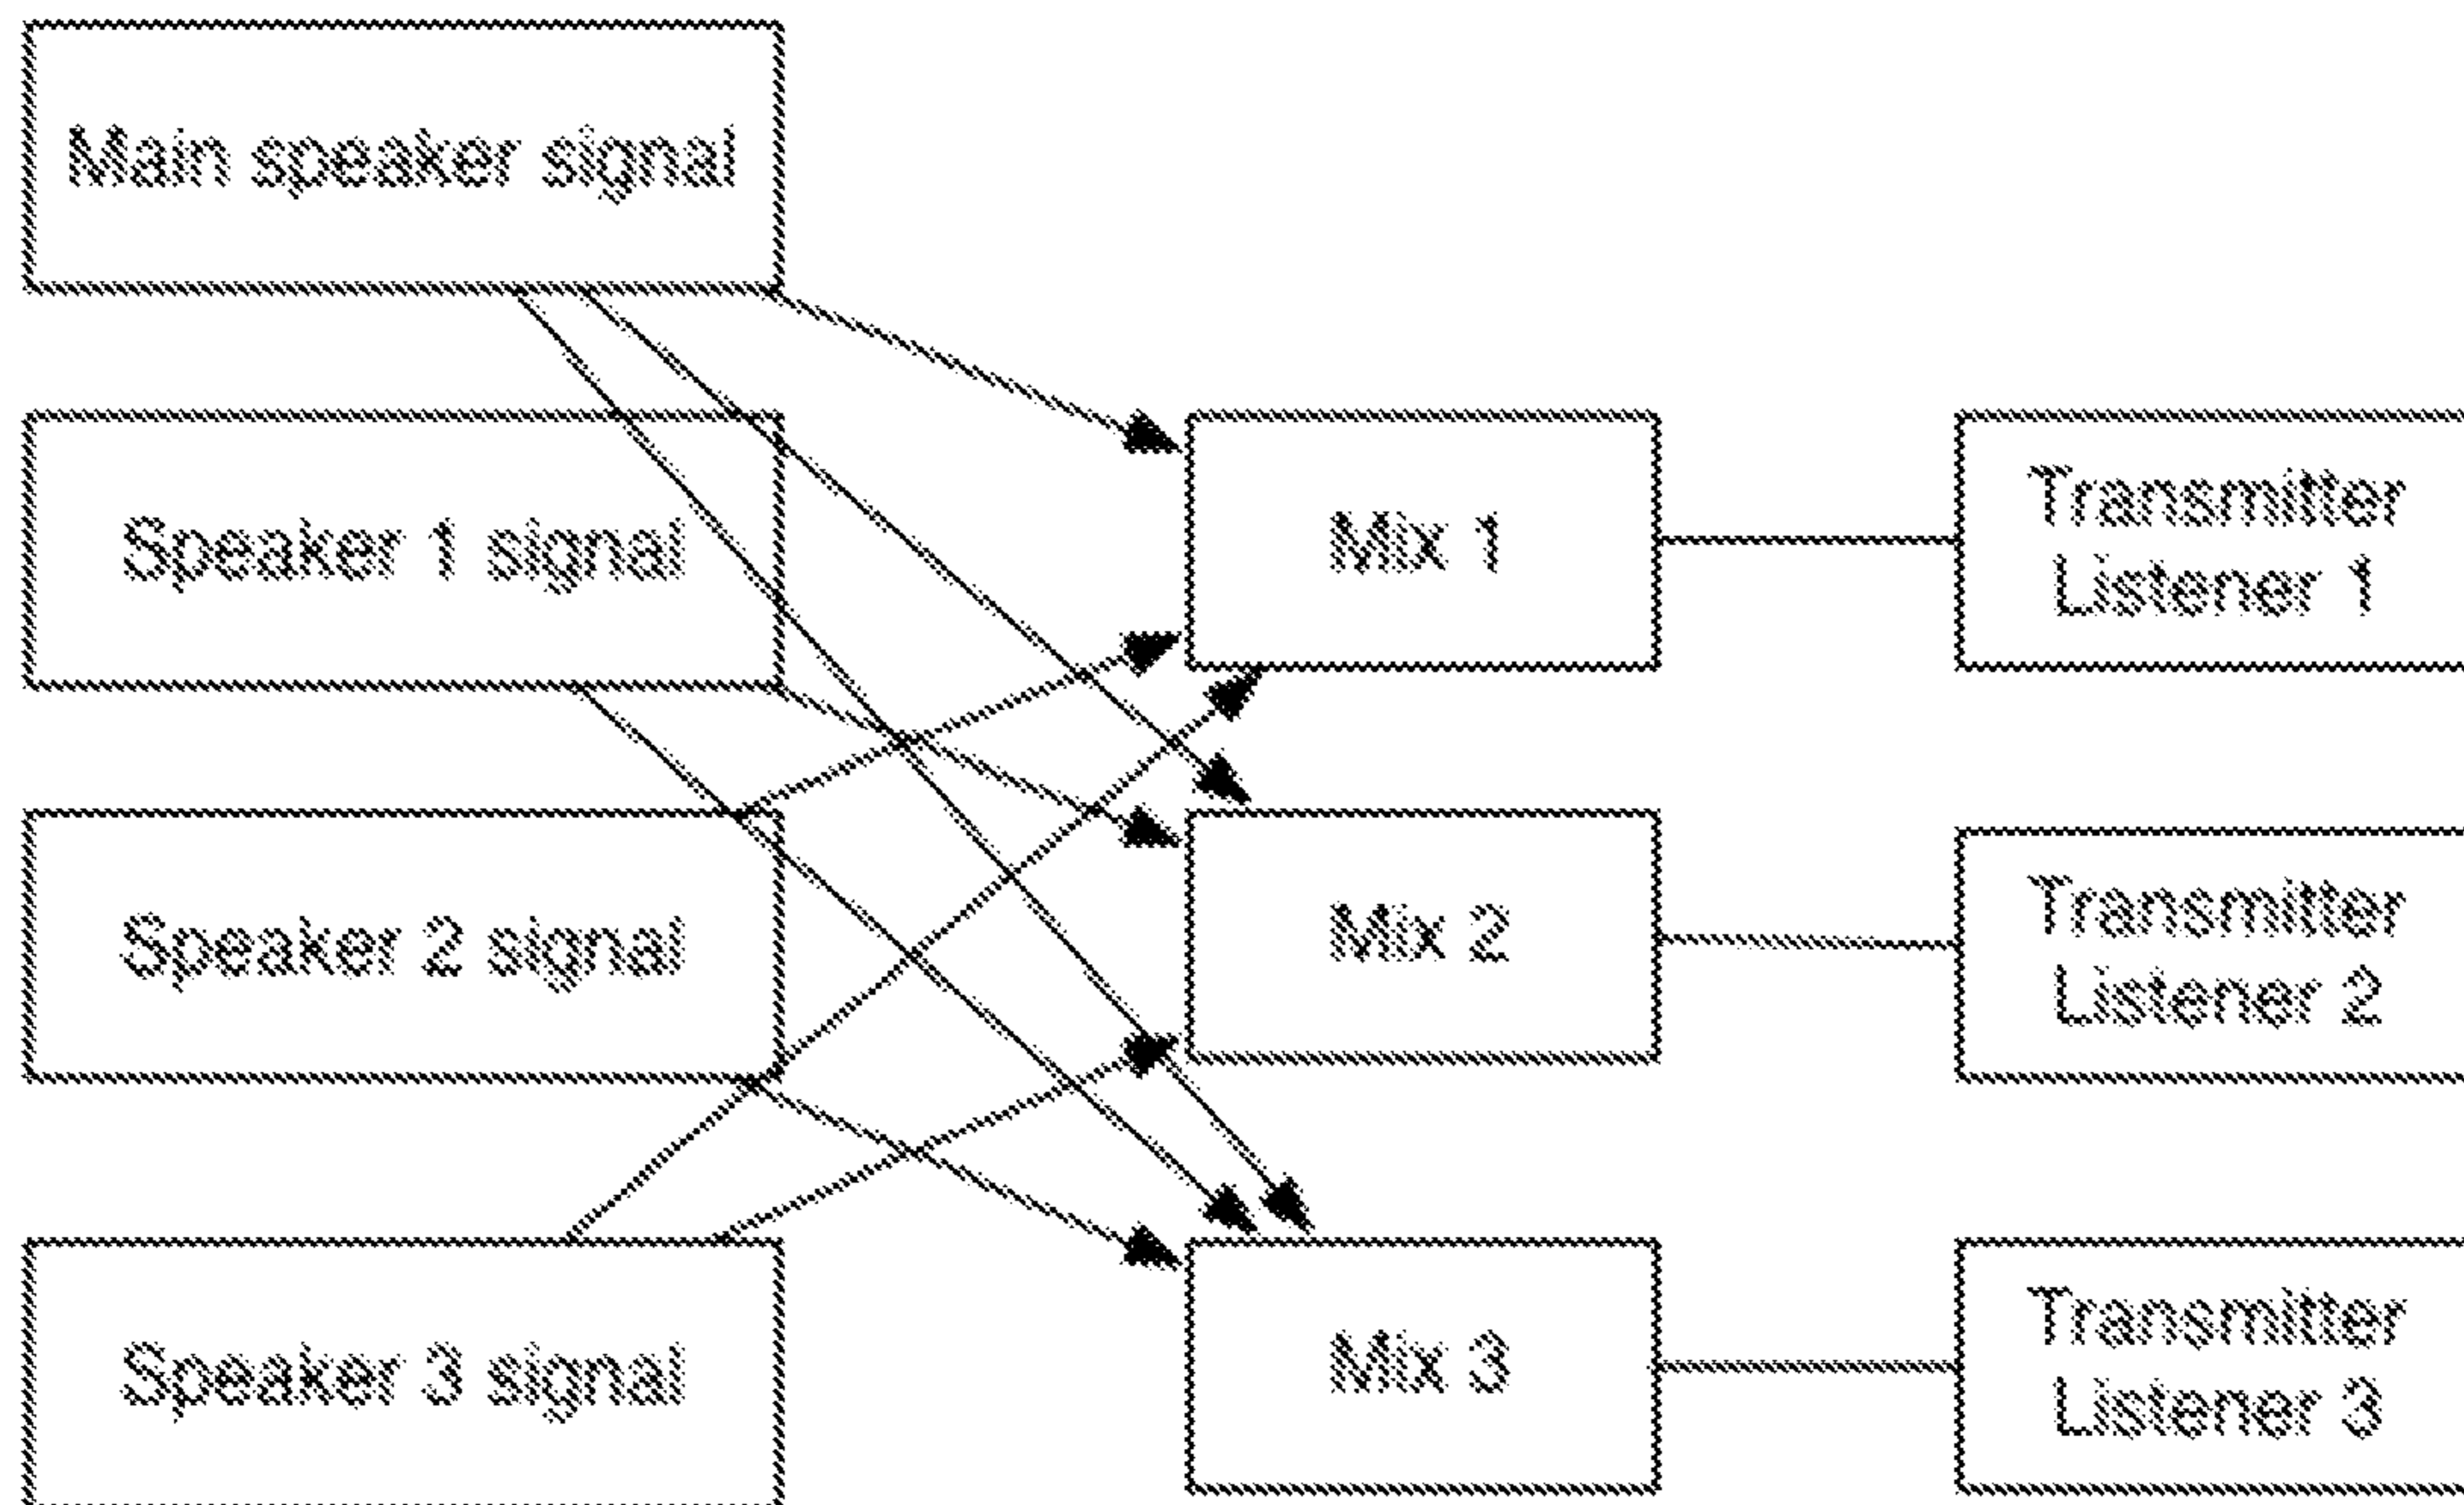 Main speaker signal
Speaker 1 signal
Mix 1
Transmitter
Listener 1
Speaker 2 signal
Mix 2
Transmitter
Listener 2
Speaker 3 signal
Mix 3
Transmitter
Listener 3